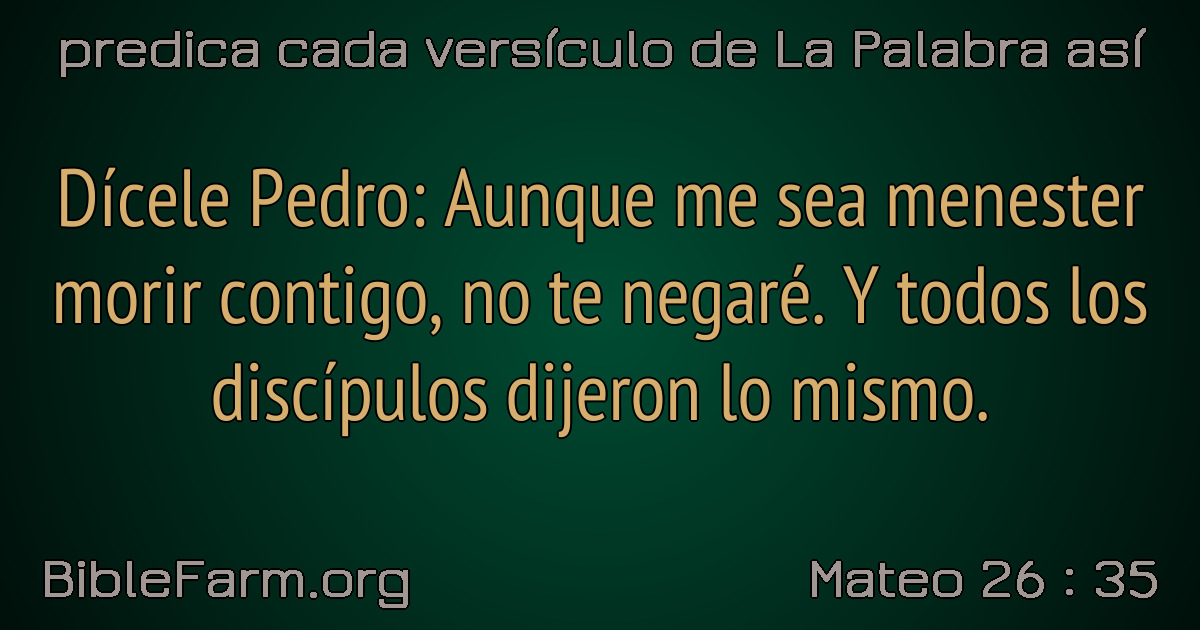 predica cada versículo de La Palabra así
Dícele Pedro: Aunque me sea menester
morir contigo, no te negaré. Y todos los
discípulos dijeron lo mismo.
BibleFarm.org
Mateo 26 : 35